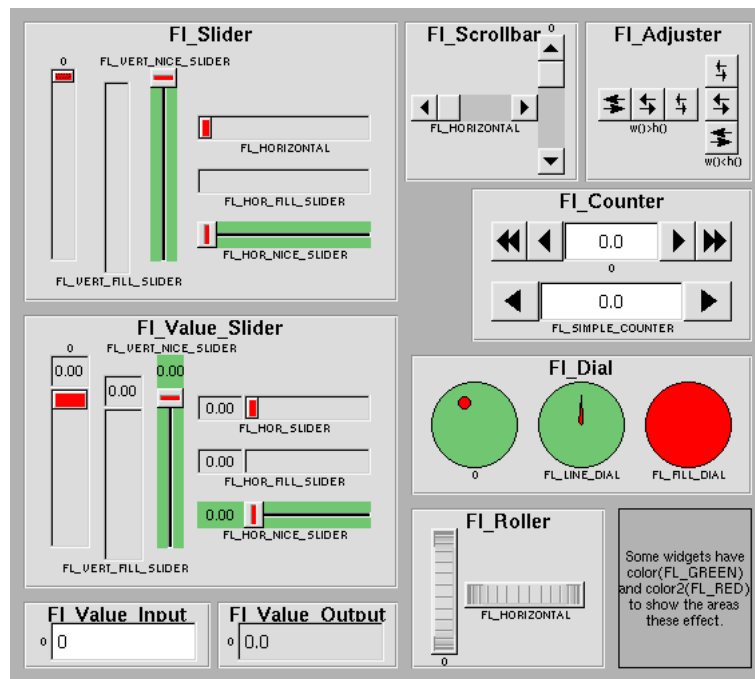 Fl_Slider
0
FL_VERT_NICE_SLIDER
FL_HORIZONTAL
FL_HOR_FILL_SLIDER
FL_HOR_NICE_SLIDER
FL_VERT_FILL_SLIDER
Fl_Scrollbar
0
FL_HORIZONTAL
Fl_Adjuster
w()>h()
w()<h()
Fl_Counter
0.0
0
0.0
FL_SIMPLE_COUNTER
Fl_Value_Slider
0
FL_VERT_NICE_SLIDER
0.00
0.00
0.00
0.00
FL_HOR_SLIDER
0.00
FL_HOR_FILL_SLIDER
0.00
FL_HOR_NICE_SLIDER
FL_VERT_FILL_SLIDER
Fl_Dial
0
FL_LINE_DIAL
FL_FILL_DIAL
Fl_Roller
FL_HORIZONTAL
0
Some widgets have
color(FL_GREEN)
and color2(FL_RED)
to show the areas
these effect.
Fl_Value_Input
0
0
Fl_Value_Output
0
0.0